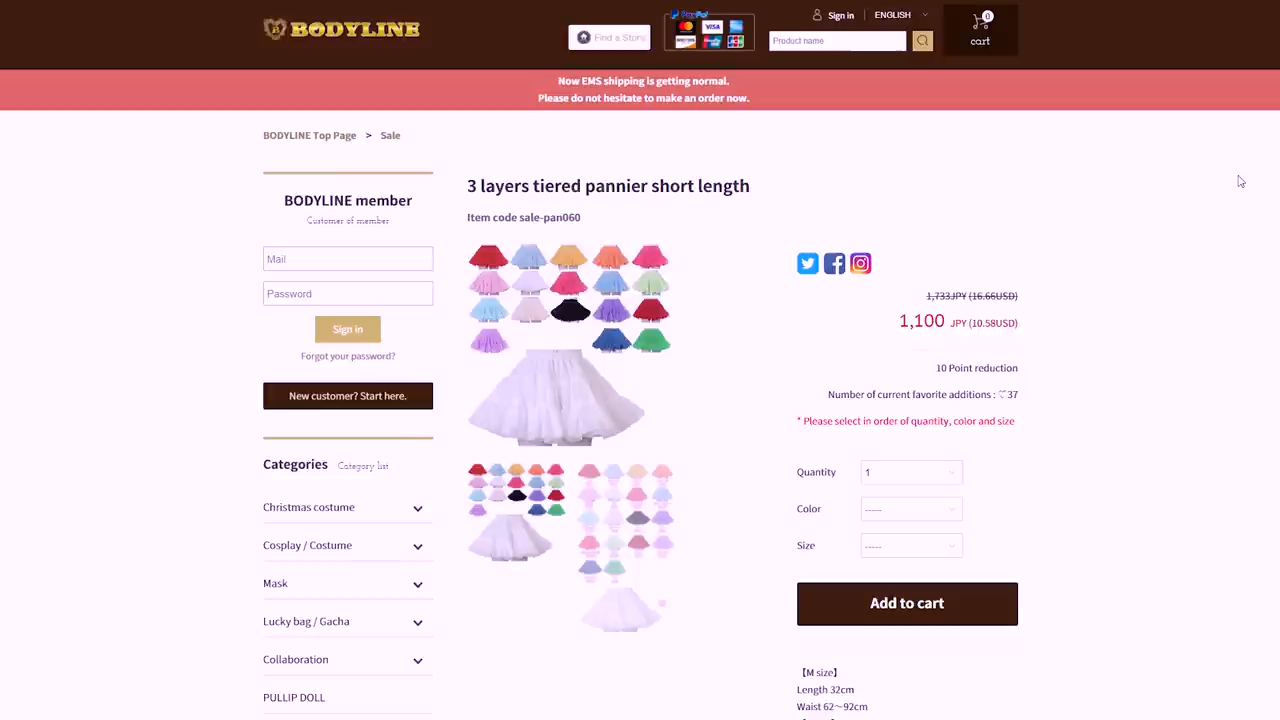 BODYLINE
Find a Store
PayPal
VISA
Sign in
ENGLISH
Product name
0
cart
Now EMS shipping is getting normal.
Please do not hesitate to make an order now.
BODYLINE Top Page > Sale
BODYLINE member
Customer of member
Mail
Password
Sign in
Forgot your password?
New customer? Start here.
Categories Category list
Christmas costume
Cosplay / Costume
Mask
Lucky bag / Gacha
Collaboration
PULLIP DOLL
3 layers tiered pannier short length
Item code sale-pan060
1,733JPY (16.66USD)
1,100 JPY (10.58USD)
10 Point reduction
Number of current favorite additions : ♡37
* Please select in order of quantity, color and size
Quantity 1
Color -----
Size -----
Add to cart
【M size】
Length 32cm
Waist 62～92cm